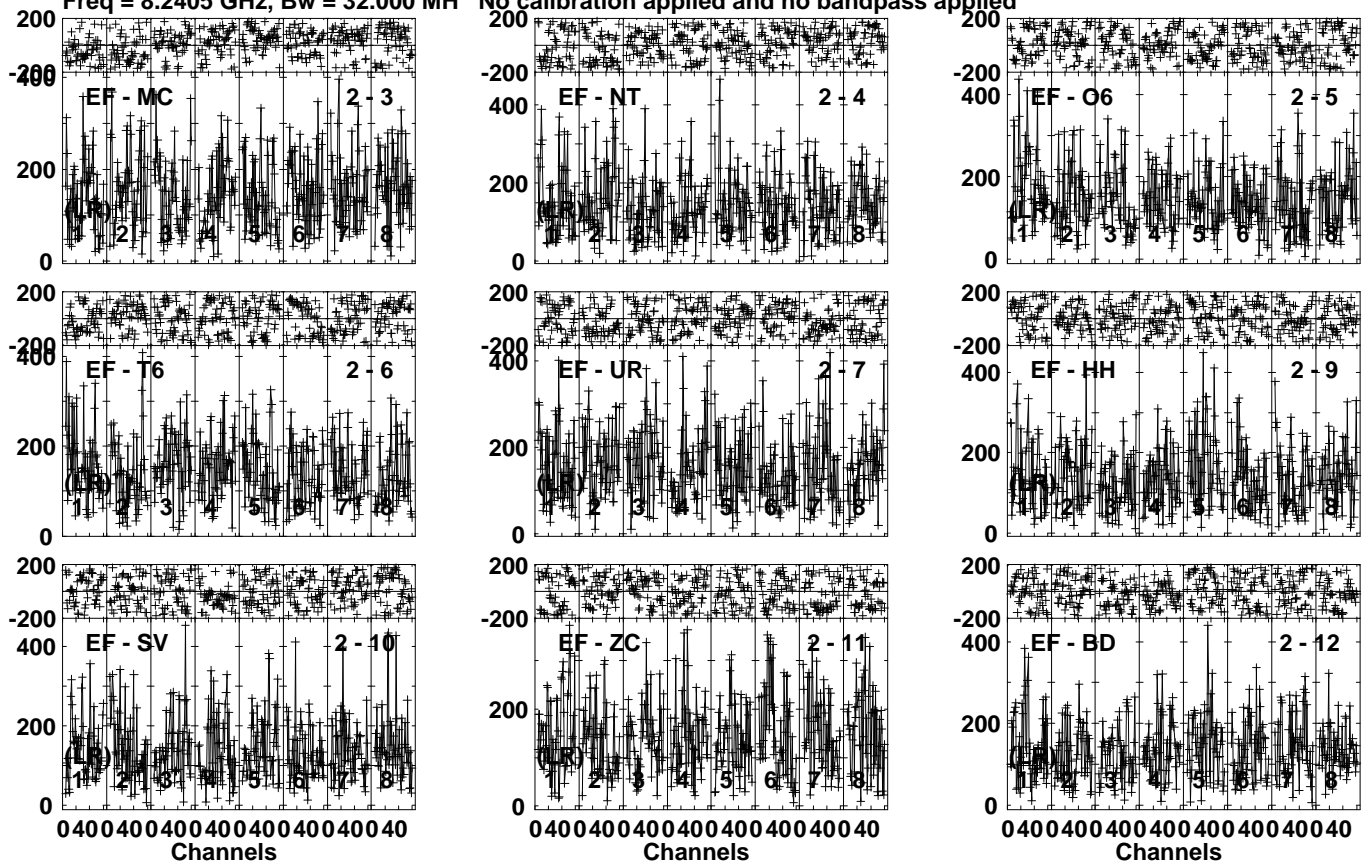 Freq = 8.2405 GHz, Bw = 32.000 MH No calibration applied and no bandpass applied
200 200 200
-200 -200 -200
400
EF - MC 2 - 3 EF - NT 2 - 4 EF - O6 2 - 5
400 400
200 200 200
(LR) (LR) (LR)
1 2 3 4 5 6 7 8 1 2 3 4 5 6 7 8 1 2 3 4 5 6 7 8
0 0 0
200 200 200
-200 -200 -200
400
EF - T6 2 - 6 EF - UR 2 - 7 EF - HH 2 - 9
400 400
200 200 200
(LR) (LR) (LR)
1 2 3 4 5 6 7 8 1 2 3 4 5 6 7 8 1 2 3 4 5 6 7 8
0 0 0
200 200 200
-200 -200 -200
EF - SV 2 - 10 EF - ZC 2 - 11 EF - BD 2 - 12
400 400 400
200 200 200
(LR) (LR) (LR)
1 2 3 4 5 6 7 8 1 2 3 4 5 6 7 8 1 2 3 4 5 6 7 8
0 0 0
0 40 0 40 0 40 0 40 0 40 0 40 0 40 0 40 0 40 0 40 0 40 0 40 0 40 0 40 0 40 0 40 0 40 0 40 0 40 0 40 0 40 0 40 0 40 0 40
Channels Channels Channels